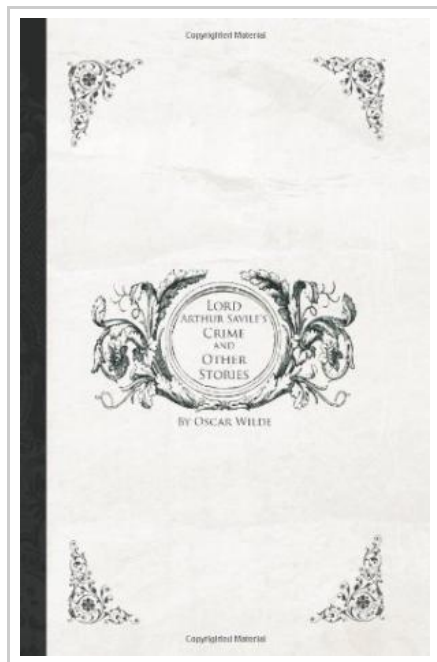 Copyrighted Material
LORD
ARTHUR SAVILE'S
CRIME
AND
OTHER
STORIES
BY OSCAR WILDE
Copyrighted Material